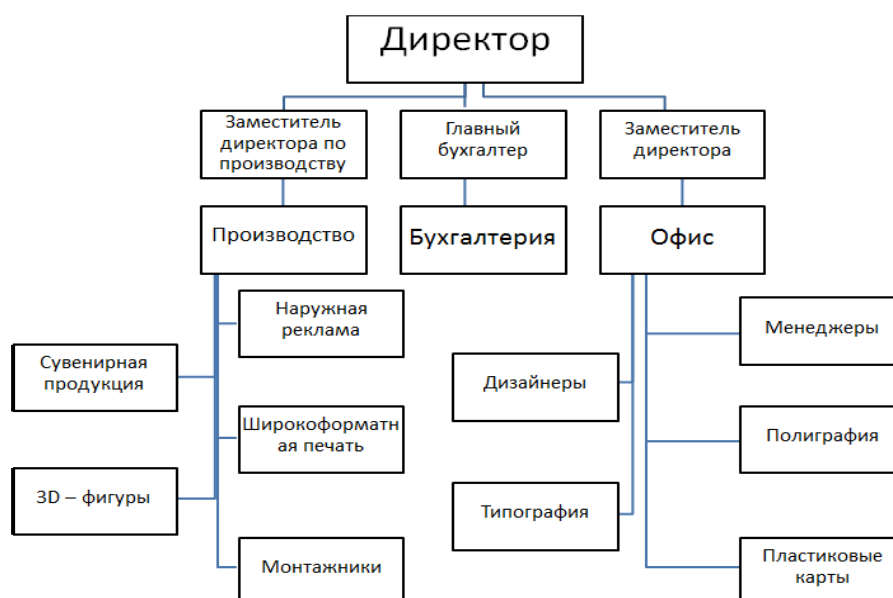 Директор
Заместитель
директора по
производству
Главный
бухгалтер
Заместитель
директора
Производство
Бухгалтерия
Офис
Наружная
реклама
Менеджеры
Сувенирная
продукция
Дизайнеры
Широкоформатн
ая печать
Полиграфия
3D – фигуры
Типография
Монтажники
Пластиковые
карты